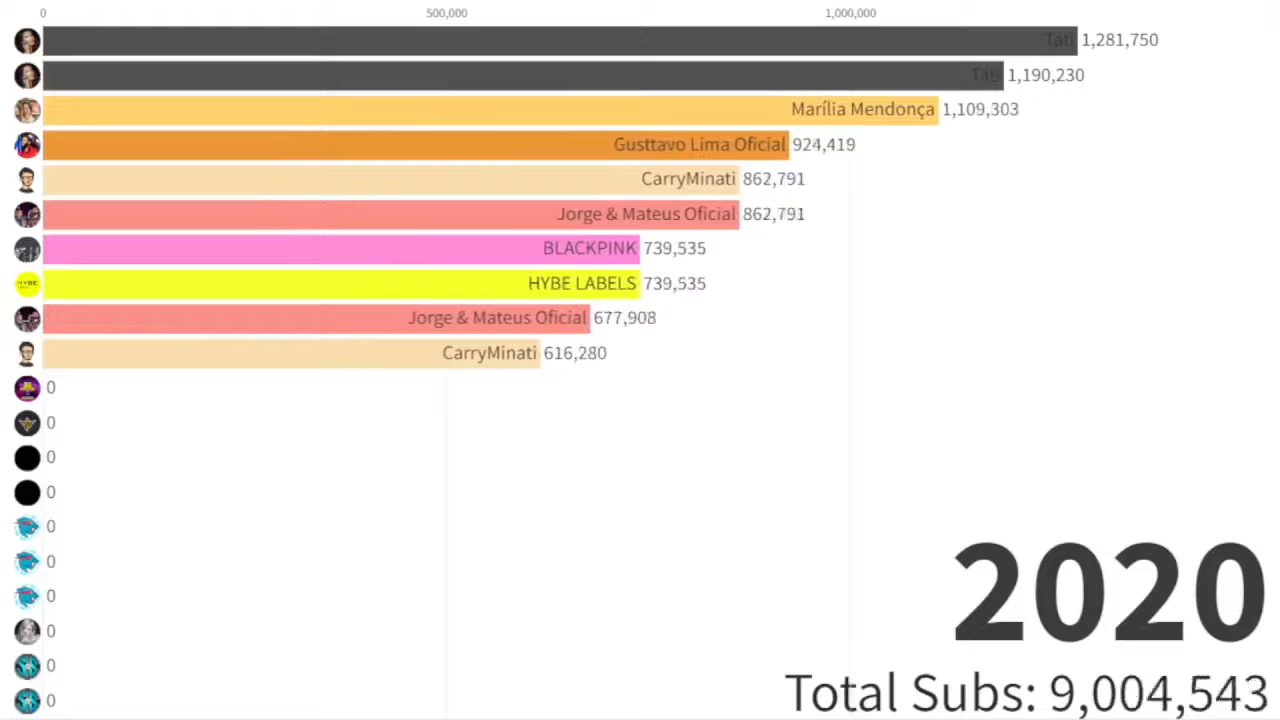 0 500,000 1,000,000
Tati 1,281,750
Tati 1,190,230
Marília Mendonça 1,109,303
Gusttavo Lima Oficial 924,419
CarryMinati 862,791
Jorge & Mateus Oficial 862,791
BLACKPINK 739,535
HYBE LABELS 739,535
Jorge & Mateus Oficial 677,908
CarryMinati 616,280
0
0
0
0
0
0
0
0
0
0
2020
Total Subs: 9,004,543